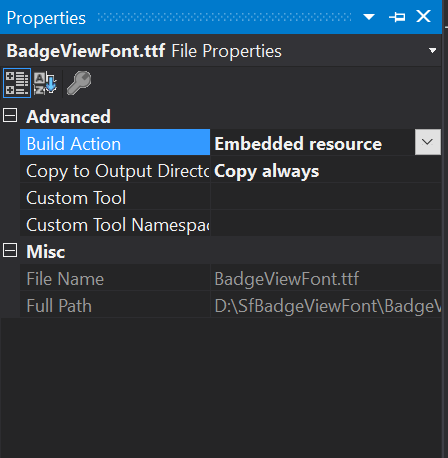 Properties
BadgeViewFont.ttf File Properties
Advanced
Build Action Embedded resource
Copy to Output Directo Copy always
Custom Tool
Custom Tool Namespac
Misc
File Name BadgeViewFont.ttf
Full Path D:\SfBadgeViewFont\BadgeV